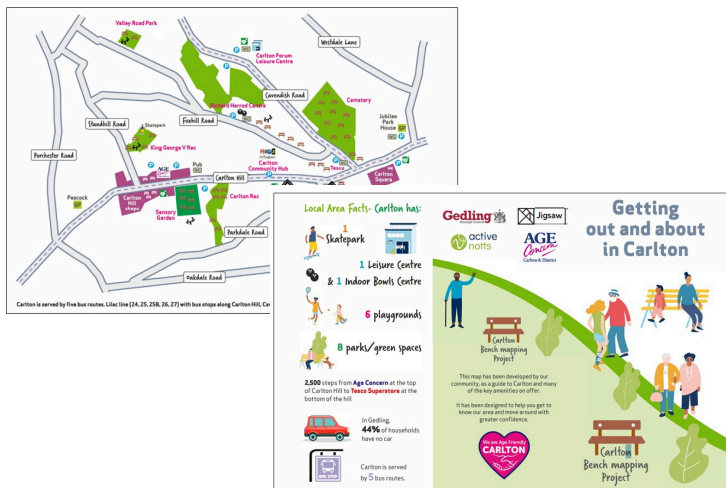 Valley Road Park
Carlton Forum
Leisure Centre
Westdale Lane
Cavendish Road
Richard Herrod Centre
Cemetery
Foxhill Road
Jubilee
Park
House
GP
Standhill Road
Skatepark
King George V Rec
Porchester Road
AGE
Pub
WC
Carlton
Community Hub
Tesco
Carlton
Square
Carlton Hill
Peacock
GP
Carlton
Hill
shops
Sensory
Garden
Carlton Rec
Parkdale Road
Oakdale Road
Carlton is served by five bus routes. Lilac line (24, 25, 25B, 26, 27) with bus stops along Carlton Hill, Ca
Local Area Facts- Carlton has:
1
Skatepark
1 Leisure Centre
& 1 Indoor Bowls Centre
6 playgrounds
8 parks/green spaces
2,500 steps from Age Concern at the top
of Carlton Hill to Tesco Superstore at the
bottom of the hill
In Gedling,
44% of households
have no car
BUS STOP
Carlton is served
by 5 bus routes.
Gedling
Jigsaw
active
notts
AGE
Concern
Carlton & District
Carlton
Bench mapping
Project
This map has been developed by our
community, as a guide to Carlton and many
of the key amenities on offer.
It has been designed to help you get to
know our area and move around with
greater confidence.
We are Age Friendly
CARLTON
Getting
out and about
in Carlton
Carlton
Bench mapping
Project